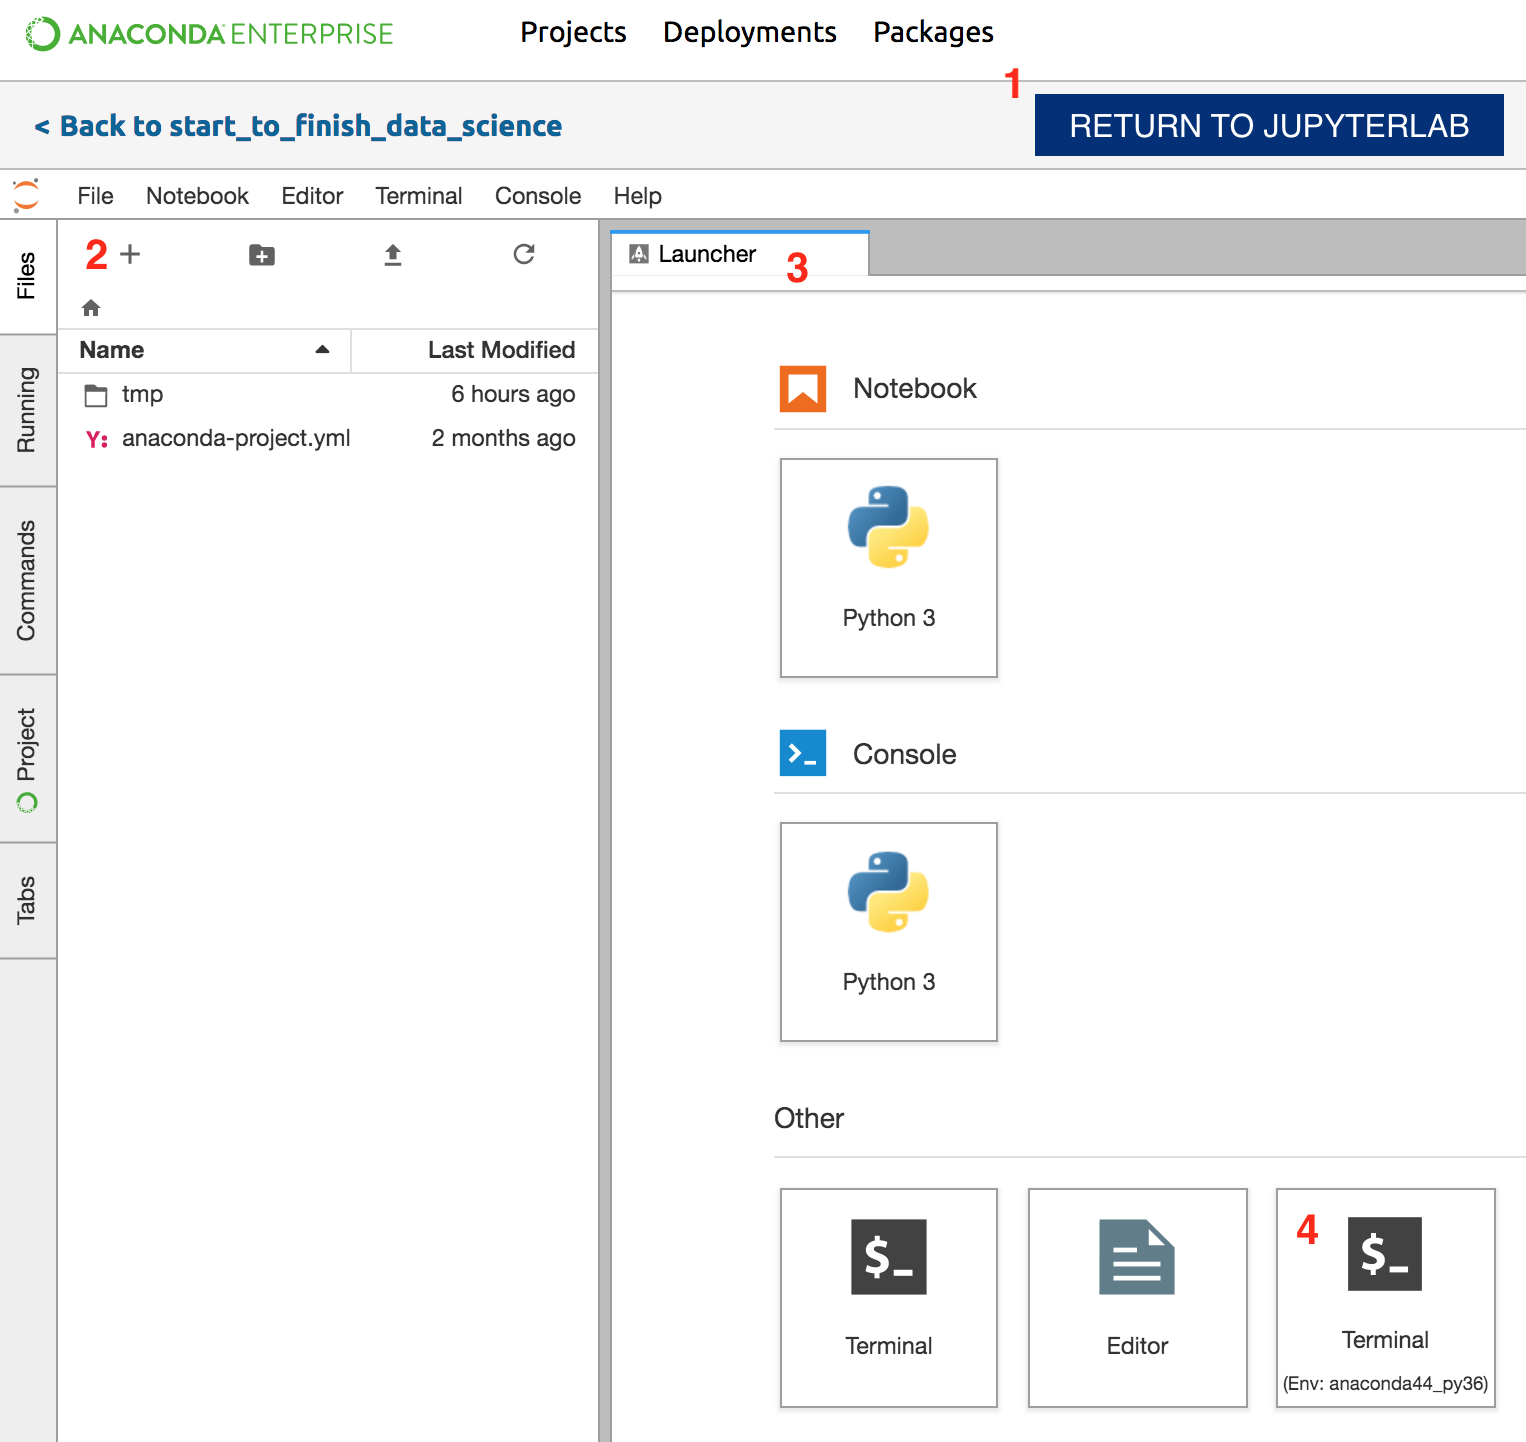 ANACONDA ENTERPRISE Projects Deployments Packages
1
< Back to start_to_finish_data_science RETURN TO JUPYTERLAB
File Notebook Editor Terminal Console Help
Files
Running
Commands
Project
Tabs
2 +
Name Last Modified
tmp 6 hours ago
Y: anaconda-project.yml 2 months ago
Launcher 3
Notebook
Python 3
Console
Python 3
Other
$_ $_
4
Terminal Editor Terminal
(Env: anaconda44_py36)